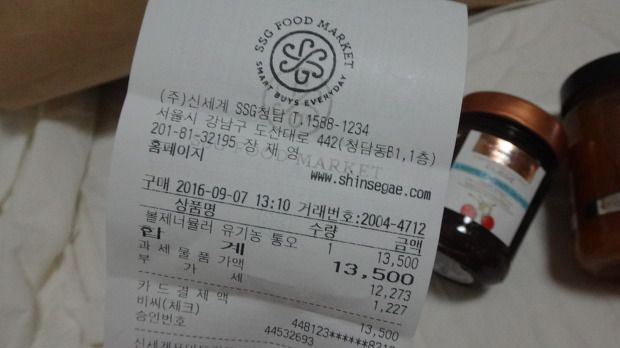 SSG FOOD MARKET
SMART BUYS EVERYDAY
(주)신세계 SSG청담 T.1588-1234
서울시 강남구 도산대로 442(청담동B1,1층)
201-81-32195 장 재 영
홈페이지 www.shinsegae.com
구매 2016-09-07 13:10 거래번호:2004-4712
상품명 수량 금액
볼제너뮬러 유기농 통오 1 13,500
합 계 13,500
과 세 물 품 가액 12,273
부 가 세 1,227
카 드 결 제 액 13,500
비씨(체크) 448123******8210
승인번호 44532693